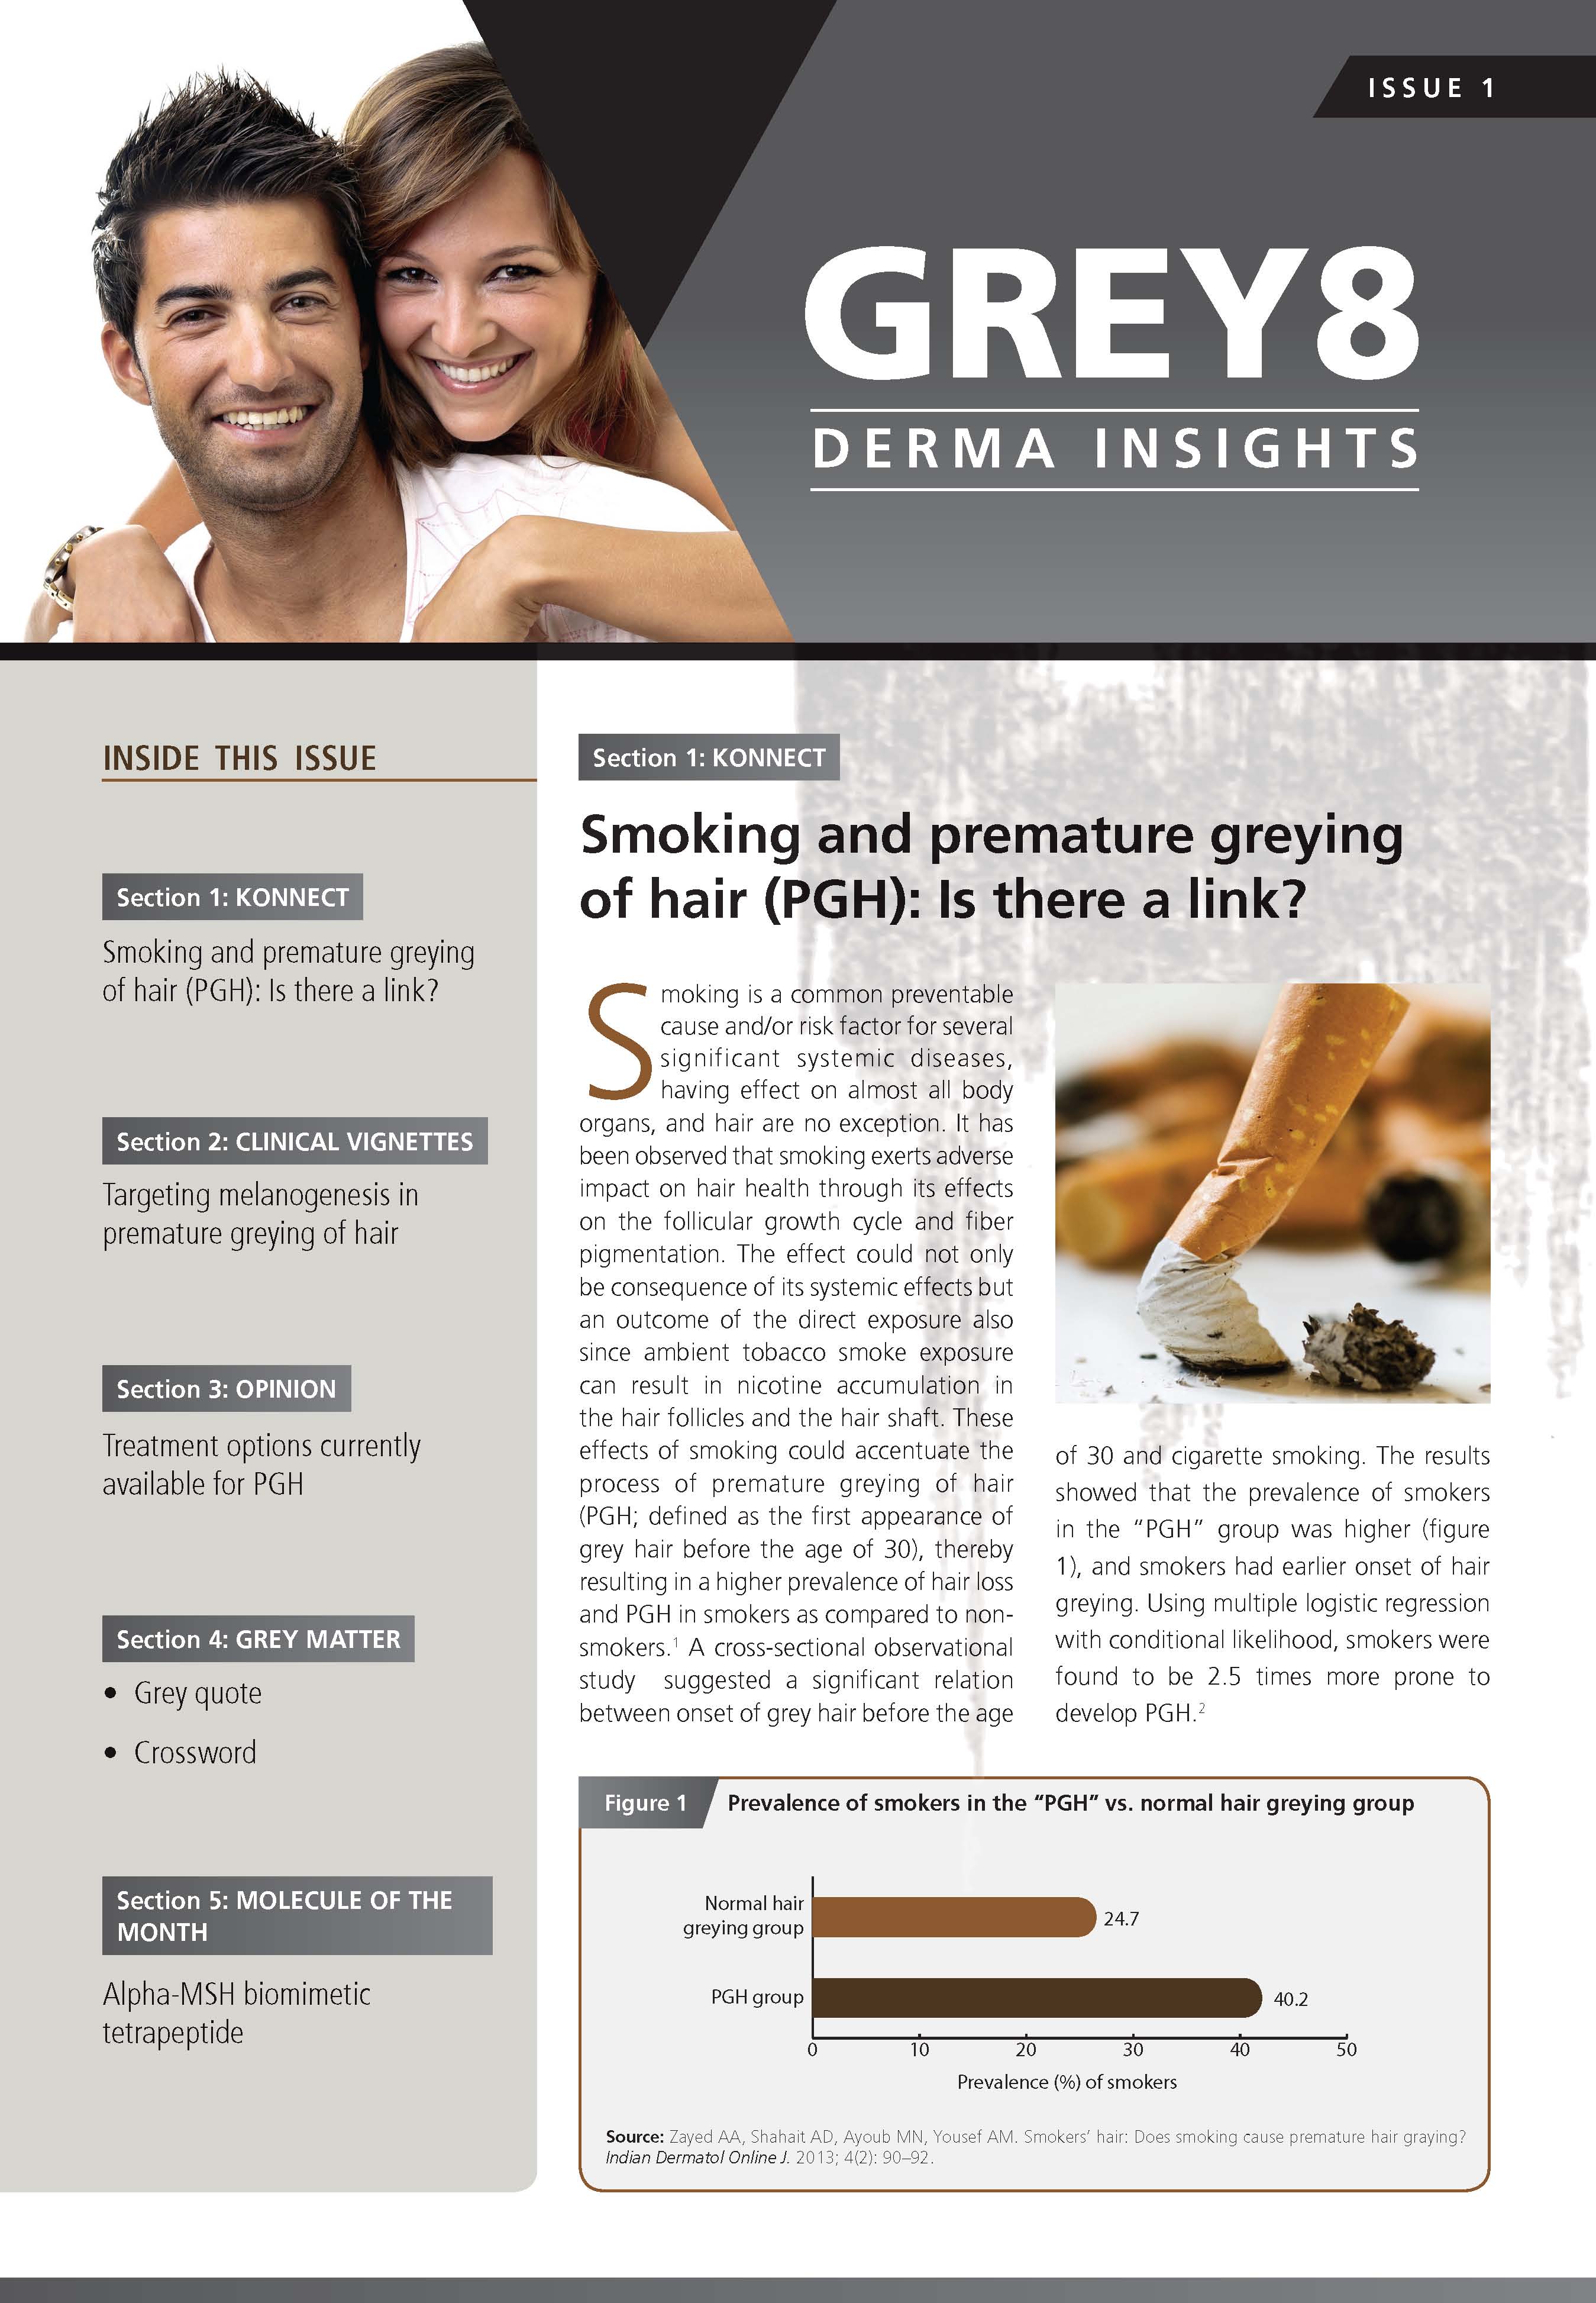 ISSUE 1
GREY8
DERMA INSIGHTS
INSIDE THIS ISSUE
Section 1: KONNECT
Smoking and premature greying
of hair (PGH): Is there a link?
Section 2: CLINICAL VIGNETTES
Targeting melanogenesis in
premature greying of hair
Section 3: OPINION
Treatment options currently
available for PGH
Section 4: GREY MATTER
• Grey quote
• Crossword
Section 5: MOLECULE OF THE
MONTH
Alpha-MSH biomimetic
tetrapeptide
Section 1: KONNECT
Smoking and premature greying
of hair (PGH): Is there a link?
Smoking is a common preventable
cause and/or risk factor for several
significant systemic diseases,
having effect on almost all body
organs, and hair are no exception. It has
been observed that smoking exerts adverse
impact on hair health through its effects
on the follicular growth cycle and fiber
pigmentation. The effect could not only
be consequence of its systemic effects but
an outcome of the direct exposure also
since ambient tobacco smoke exposure
can result in nicotine accumulation in
the hair follicles and the hair shaft. These
effects of smoking could accentuate the
process of premature greying of hair
(PGH; defined as the first appearance of
grey hair before the age of 30), thereby
resulting in a higher prevalence of hair loss
and PGH in smokers as compared to non-
smokers.1 A cross-sectional observational
study suggested a significant relation
between onset of grey hair before the age
of 30 and cigarette smoking. The results
showed that the prevalence of smokers
in the “PGH” group was higher (figure
1), and smokers had earlier onset of hair
greying. Using multiple logistic regression
with conditional likelihood, smokers were
found to be 2.5 times more prone to
develop PGH.2
Figure 1 Prevalence of smokers in the “PGH” vs. normal hair greying group
Normal hair
greying group
24.7
PGH group
40.2
0 10 20 30 40 50
Prevalence (%) of smokers
Source: Zayed AA, Shahait AD, Ayoub MN, Yousef AM. Smokers’ hair: Does smoking cause premature hair graying?
Indian Dermatol Online J. 2013; 4(2): 90–92.